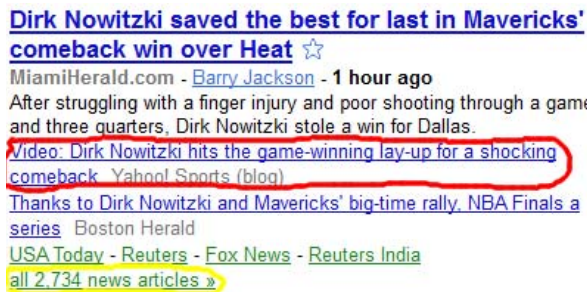 Dirk Nowitzki saved the best for last in Mavericks'
comeback win over Heat ☆
MiamiHerald.com - Barry Jackson - 1 hour ago
After struggling with a finger injury and poor shooting through a game
and three quarters, Dirk Nowitzki stole a win for Dallas.
Video: Dirk Nowitzki hits the game-winning lay-up for a shocking
comeback Yahoo! Sports (blog)
Thanks to Dirk Nowitzki and Mavericks' big-time rally, NBA Finals a
series Boston Herald
USA Today - Reuters - Fox News - Reuters India
all 2,734 news articles »